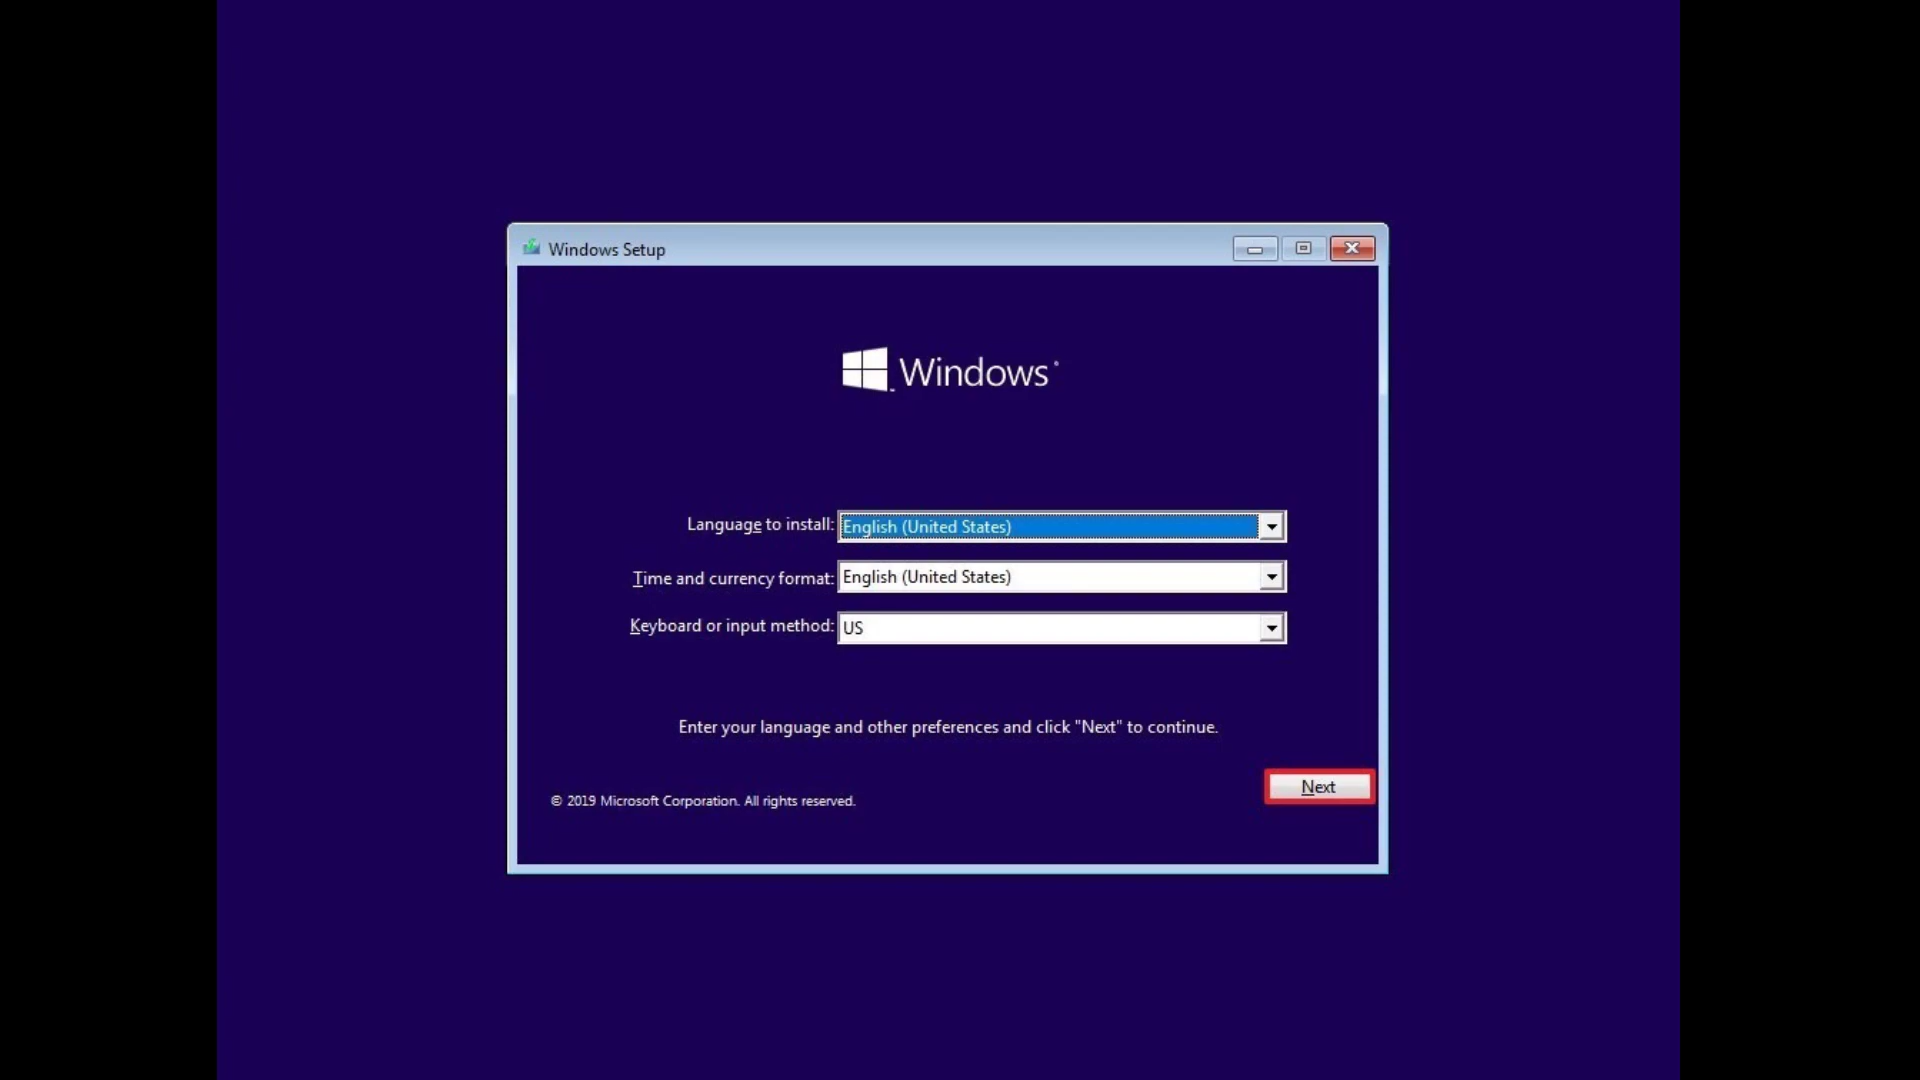 Windows Setup
Windows
Language to install: English (United States)
Time and currency format: English (United States)
Keyboard or input method: US
Enter your language and other preferences and click "Next" to continue.
Next
© 2019 Microsoft Corporation. All rights reserved.